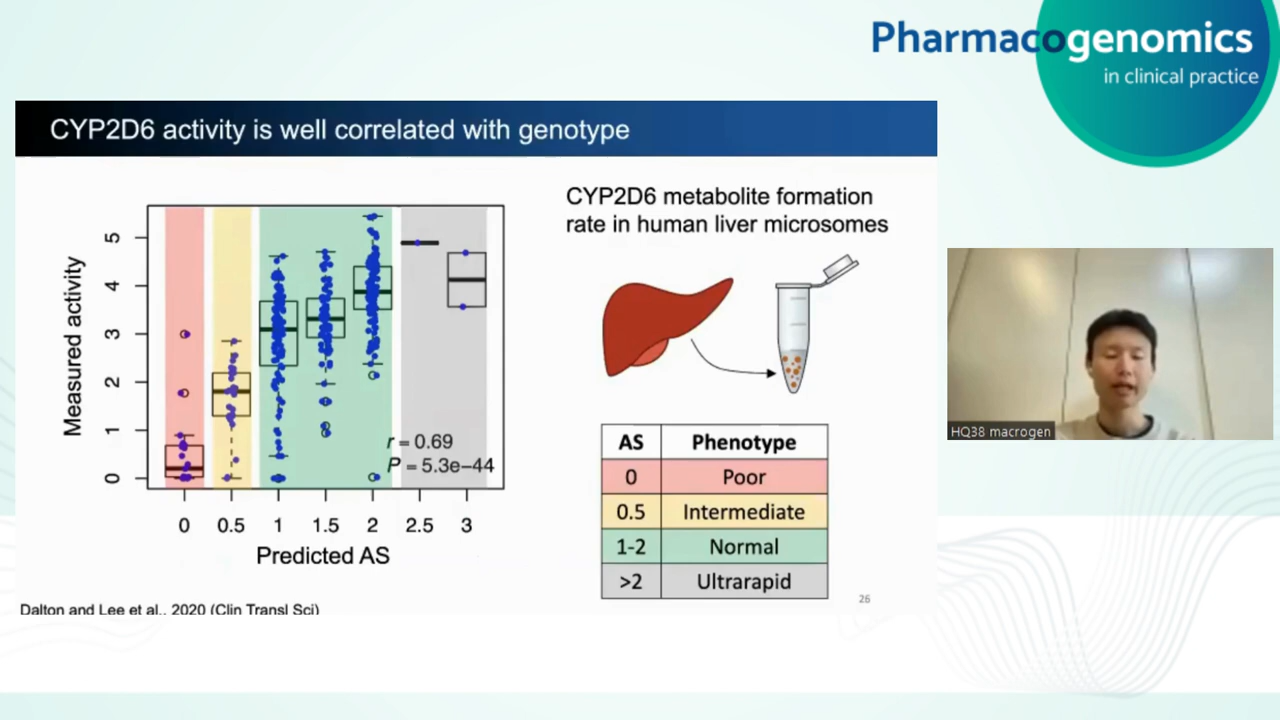 Pharmacogenomics
in clinical practice
CYP2D6 activity is well correlated with genotype
CYP2D6 metabolite formation
rate in human liver microsomes
Measured activity
5
4
3
2
1
0
r = 0.69
P = 5.3e−44
0 0.5 1 1.5 2 2.5 3
Predicted AS
AS Phenotype
0 Poor
0.5 Intermediate
1-2 Normal
>2 Ultrarapid
26
Dalton and Lee et al., 2020 (Clin Transl Sci)
HQ38 macrogen